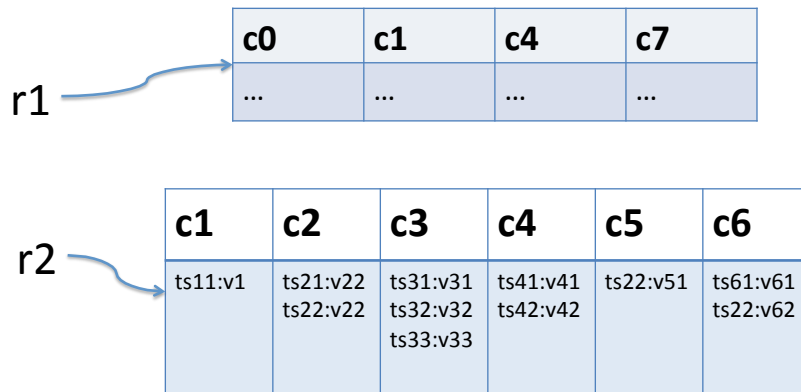 c0 c1 c4 c7
r1
... ... ... ...
c1 c2 c3 c4 c5 c6
r2
ts11:v1 ts21:v22 ts31:v31 ts41:v41 ts22:v51 ts61:v61
ts22:v22 ts32:v32 ts42:v42 ts22:v62
ts33:v33